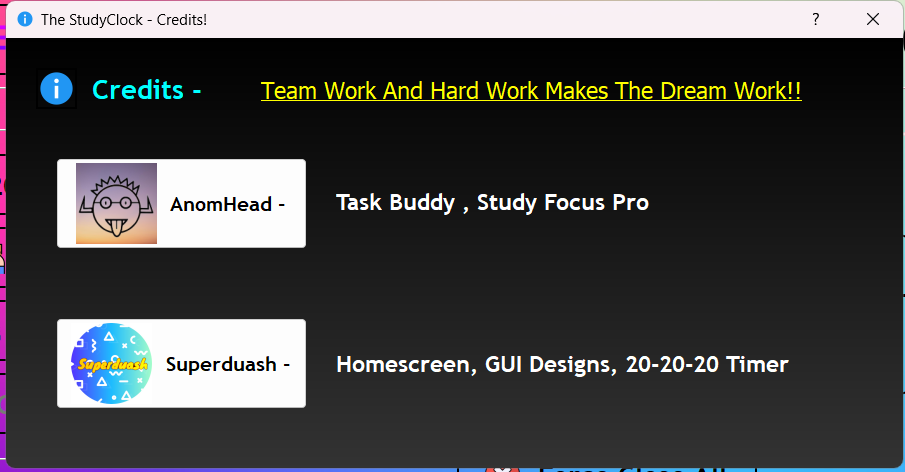 The StudyClock - Credits!
?
Credits -
Team Work And Hard Work Makes The Dream Work!!
AnomHead -
Task Buddy , Study Focus Pro
Superduash
Superduash -
Homescreen, GUI Designs, 20-20-20 Timer